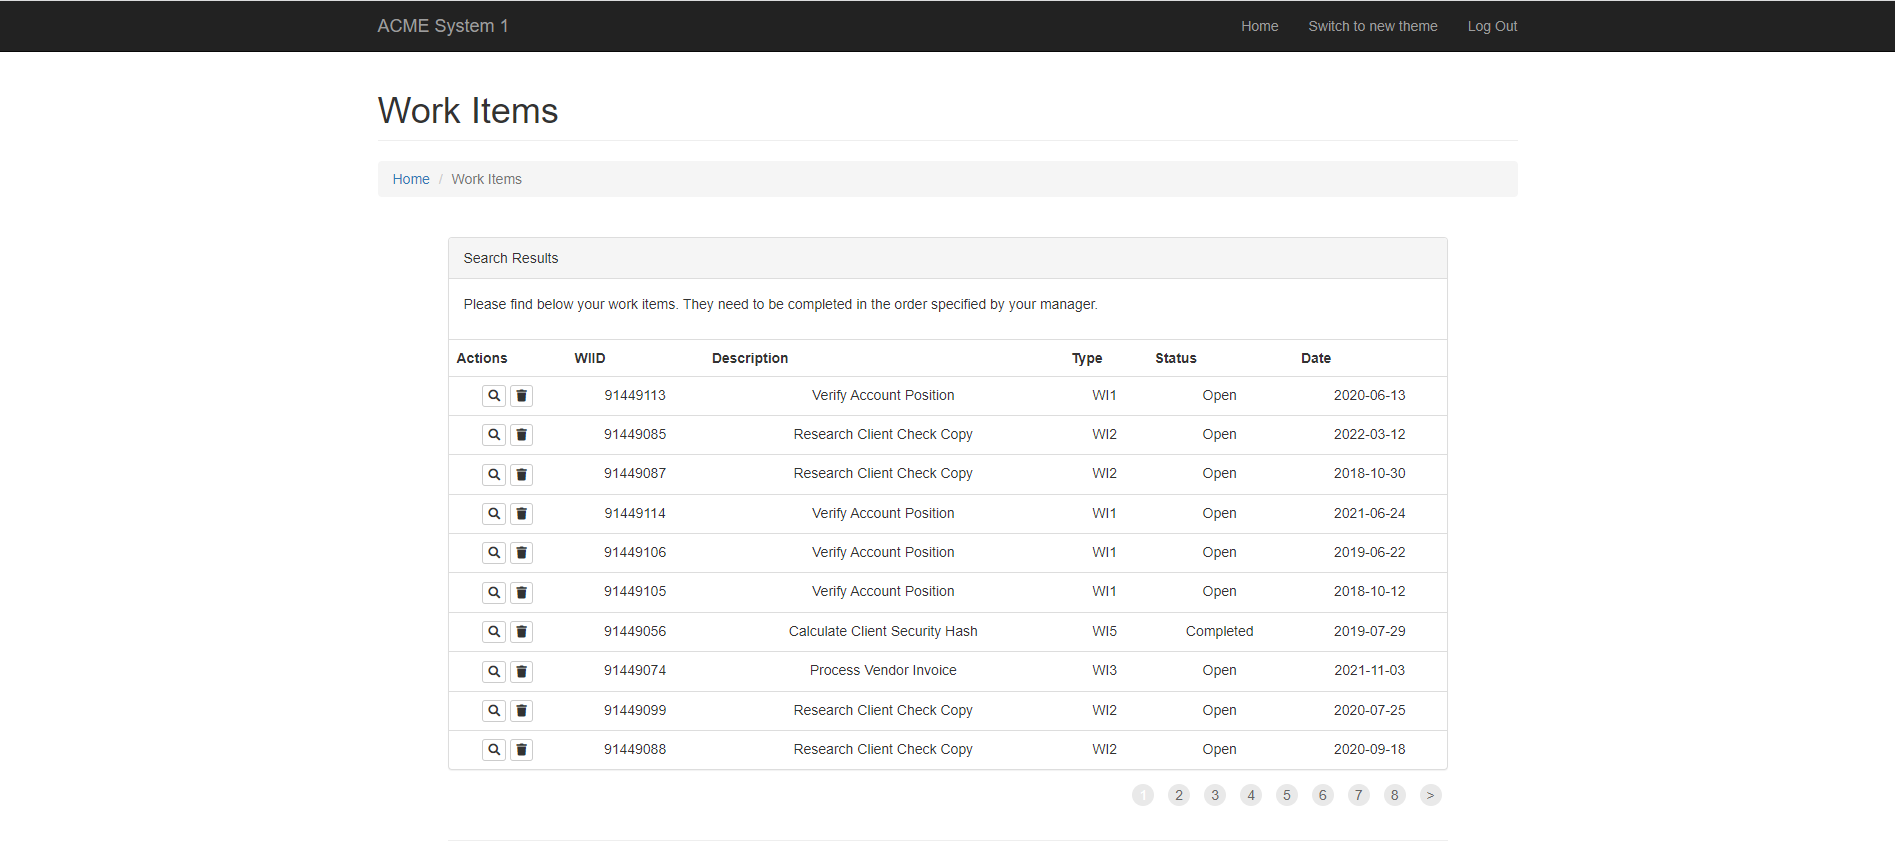 ACME System 1 Home Switch to new theme Log Out
Work Items
Home / Work Items
Search Results
Please find below your work items. They need to be completed in the order specified by your manager.
Actions WIID Description Type Status Date
91449113 Verify Account Position WI1 Open 2020-06-13
91449085 Research Client Check Copy WI2 Open 2022-03-12
91449087 Research Client Check Copy WI2 Open 2018-10-30
91449114 Verify Account Position WI1 Open 2021-06-24
91449106 Verify Account Position WI1 Open 2019-06-22
91449105 Verify Account Position WI1 Open 2018-10-12
91449056 Calculate Client Security Hash WI5 Completed 2019-07-29
91449074 Process Vendor Invoice WI3 Open 2021-11-03
91449099 Research Client Check Copy WI2 Open 2020-07-25
91449088 Research Client Check Copy WI2 Open 2020-09-18
1 2 3 4 5 6 7 8 >